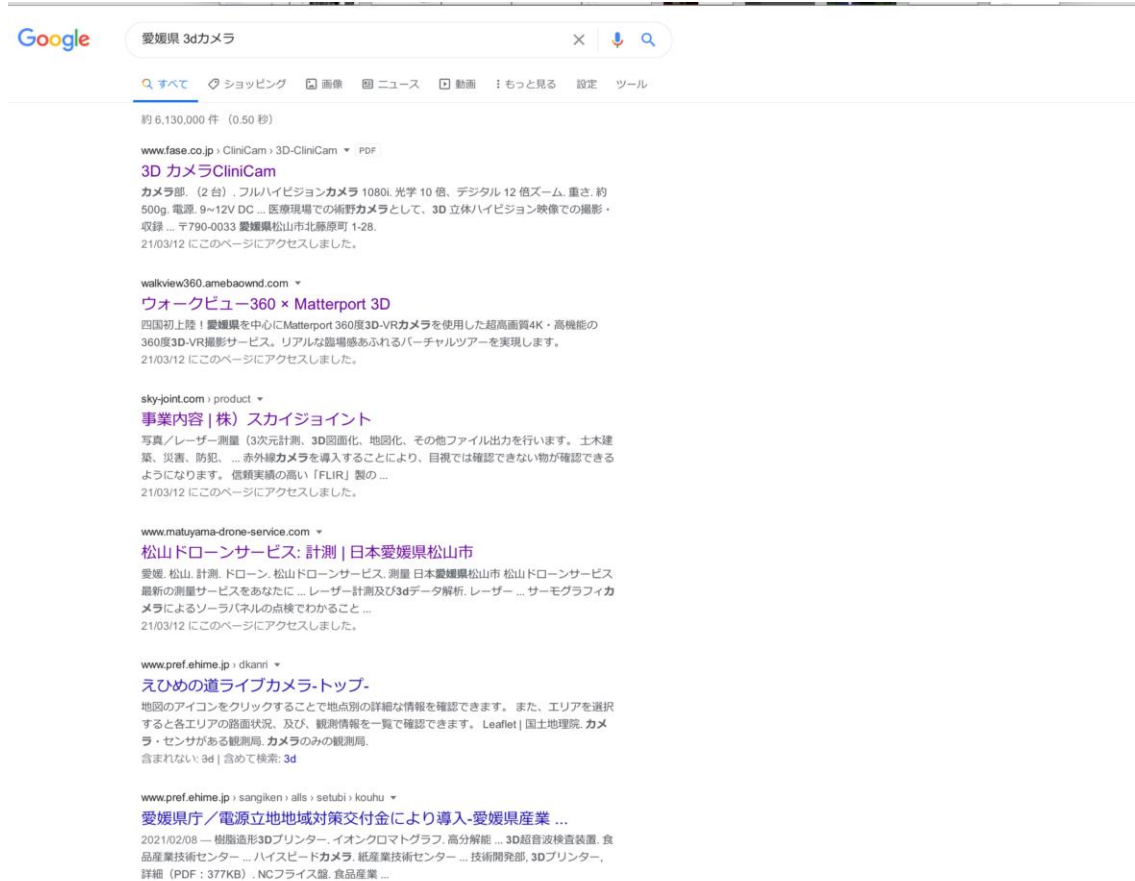 Google
愛媛県 3dカメラ
すべて ショッピング 画像 ニュース 動画 もっと見る 設定 ツール
約 6,130,000 件 （0.50 秒）
www.fase.co.jp › CliniCam › 3D-CliniCam PDF
3D カメラCliniCam
カメラ部. （2 台）. フルハイビジョンカメラ 1080i. 光学 10 倍、デジタル 12 倍ズーム. 重さ. 約
500g. 電源. 9~12V DC ... 医療現場での術野カメラとして、3D 立体ハイビジョン映像での撮影・
収録 ... 〒790-0033 愛媛県松山市北藤原町 1-28.
21/03/12 にこのページにアクセスしました。
walkview360.amebaownd.com
ウォークビュー360 × Matterport 3D
四国初上陸！愛媛県を中心にMatterport 360度3D-VRカメラを使用した超高画質4K・高機能の
360度3D-VR撮影サービス。リアルな臨場感あふれるバーチャルツアーを実現します。
21/03/12 にこのページにアクセスしました。
sky-joint.com › product
事業内容 | 株）スカイジョイント
写真／レーザー測量（3次元計測、3D図面化、地図化、その他ファイル出力を行います。 土木建
築、災害、防犯、 ... 赤外線カメラを導入することにより、目視では確認できない物が確認できる
ようになります。 信頼実績の高い「FLIR」製の ...
21/03/12 にこのページにアクセスしました。
www.matuyama-drone-service.com
松山ドローンサービス: 計測 | 日本愛媛県松山市
愛媛. 松山. 計測. ドローン. 松山ドローンサービス. 測量 日本愛媛県松山市 松山ドローンサービス
最新の測量サービスをあなたに ... レーザー計測及び3dデータ解析. レーザー ... サーモグラフィカ
メラによるソーラパネルの点検でわかること ...
21/03/12 にこのページにアクセスしました。
www.pref.ehime.jp › dkanri
えひめの道ライブカメラ-トップ-
地図のアイコンをクリックすることで地点別の詳細な情報を確認できます。 また、エリアを選択
すると各エリアの路面状況、及び、観測情報を一覧で確認できます。 Leaflet | 国土地理院. カメ
ラ・センサがある観測局. カメラのみの観測局.
含まれない: 3d | 含めて検索: 3d
www.pref.ehime.jp › sangiken › alls › setubi › kouhu
愛媛県庁／電源立地地域対策交付金により導入-愛媛県産業 ...
2021/02/08 — 樹脂造形3Dプリンター. イオンクロマトグラフ. 高分解能 ... 3D超音波検査装置. 食
品産業技術センター ... ハイスピードカメラ. 紙産業技術センター ... 技術開発部, 3Dプリンター,
詳細（PDF：377KB）. NCフライス盤. 食品産業 ...